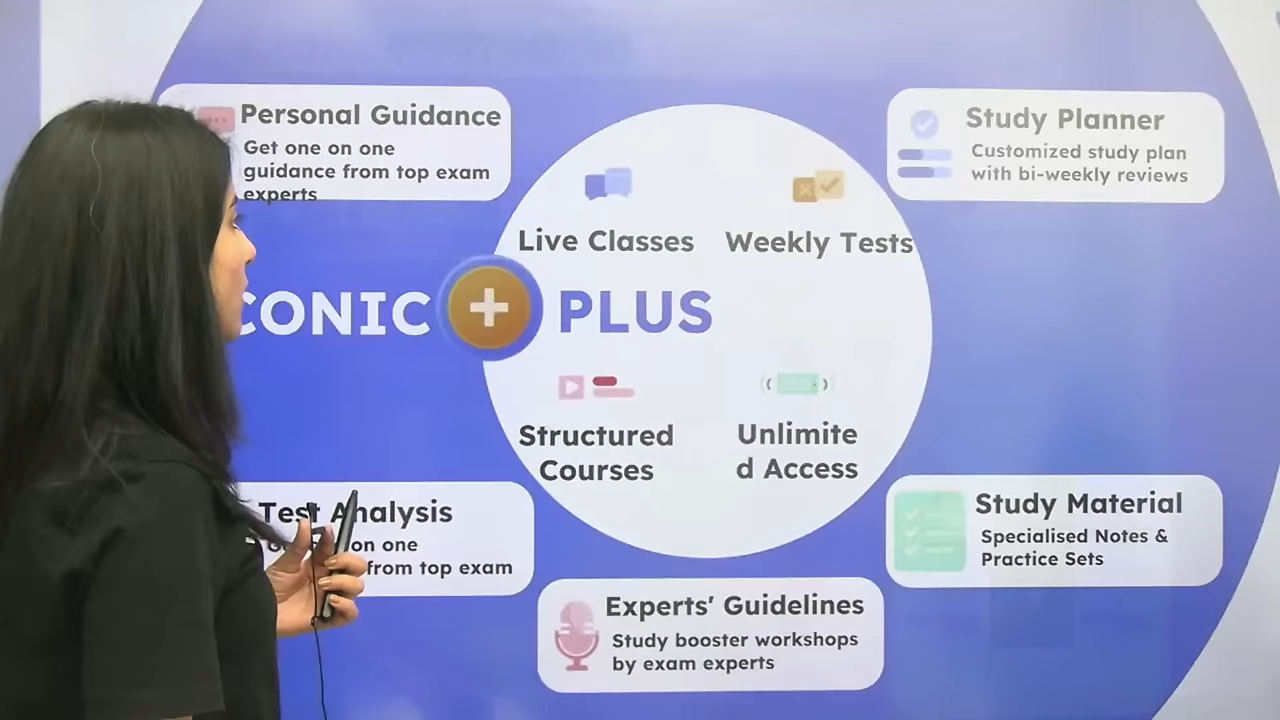 Personal Guidance
Get one on one
guidance from top exam
experts
Study Planner
Customized study plan
with bi-weekly reviews
Live Classes
Weekly Tests
CONIC + PLUS
Structured
Courses
Unlimite
d Access
Test Analysis
on one
from top exam
Study Material
Specialised Notes &
Practice Sets
Experts' Guidelines
Study booster workshops
by exam experts